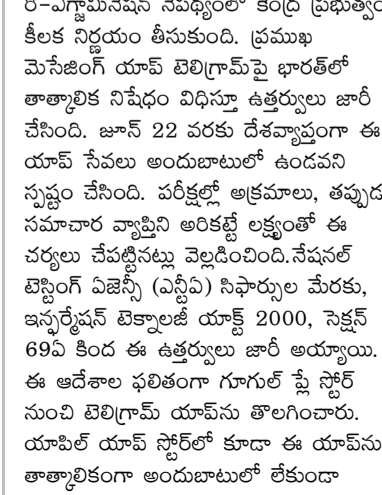 రీ-ఎగ్జామినేషన్ నేపథ్యంలో కేంద్ర ప్రభుత్వం
కీలక నిర్ణయం తీసుకుంది. ప్రముఖ
మెసేజింగ్ యాప్ టెలిగ్రామ్‌పై భారత్‌లో
తాత్కాలిక నిషేధం విధిస్తూ ఉత్తర్వులు జారీ
చేసింది. జూన్ 22 వరకు దేశవ్యాప్తంగా ఈ
యాప్ సేవలు అందుబాటులో ఉండవని
స్పష్టం చేసింది. పరీక్షల్లో అక్రమాలు, తప్పుడ
సమాచార వ్యాప్తిని అరికట్టే లక్ష్యంతో ఈ
చర్యలు చేపట్టినట్లు వెల్లడించింది.నేషనల్
టెస్టింగ్ ఏజెన్సీ (ఎన్టీఏ) సిఫార్సుల మేరకు,
ఇన్ఫర్మేషన్ టెక్నాలజీ యాక్ట్ 2000, సెక్షన్
69ఏ కింద ఈ ఉత్తర్వులు జారీ అయ్యాయి.
ఈ ఆదేశాల ఫలితంగా గూగుల్ ప్లే స్టోర్
నుంచి టెలిగ్రామ్ యాప్‌ను తొలగించారు.
యాపిల్ యాప్ స్టోర్‌లో కూడా ఈ యాప్‌ను
తాత్కాలికంగా అందుబాటులో లేకుండా